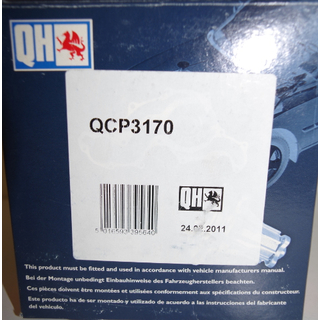 QH
QCP3170
QH
24.08.2011
This product must be fitted and used in accordance with vehicle manufacturers manual.
Bei der Montage unbedingt Einbauhinweise des Fahrzeugherstellers beachten.
Ces pièces doivent être montées et utilisées conformément aux spécifications du constructeur.
Este producto ha de ser montado y utilizado de acuerdo a las instrucciones del fabricante
del vehículo.